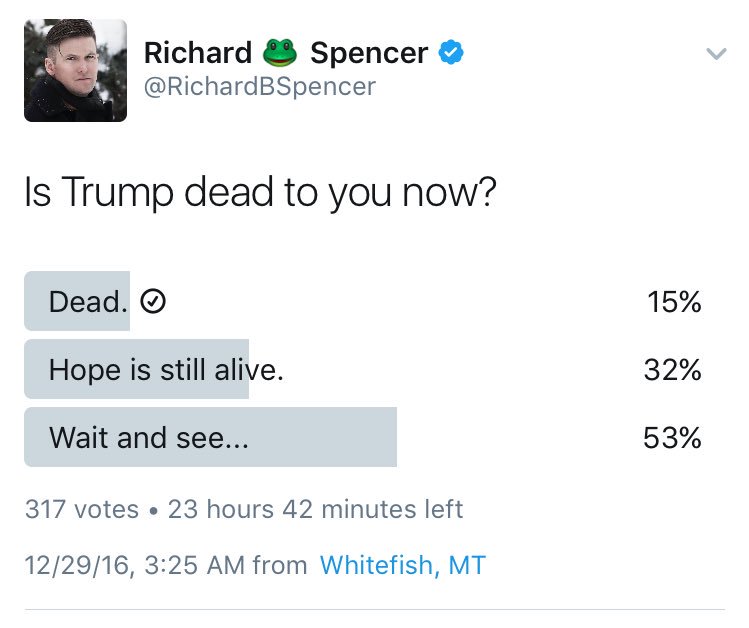 Richard 🐸 Spencer
@RichardBSpencer
Is Trump dead to you now?
Dead. 15%
Hope is still alive. 32%
Wait and see... 53%
317 votes • 23 hours 42 minutes left
12/29/16, 3:25 AM from Whitefish, MT